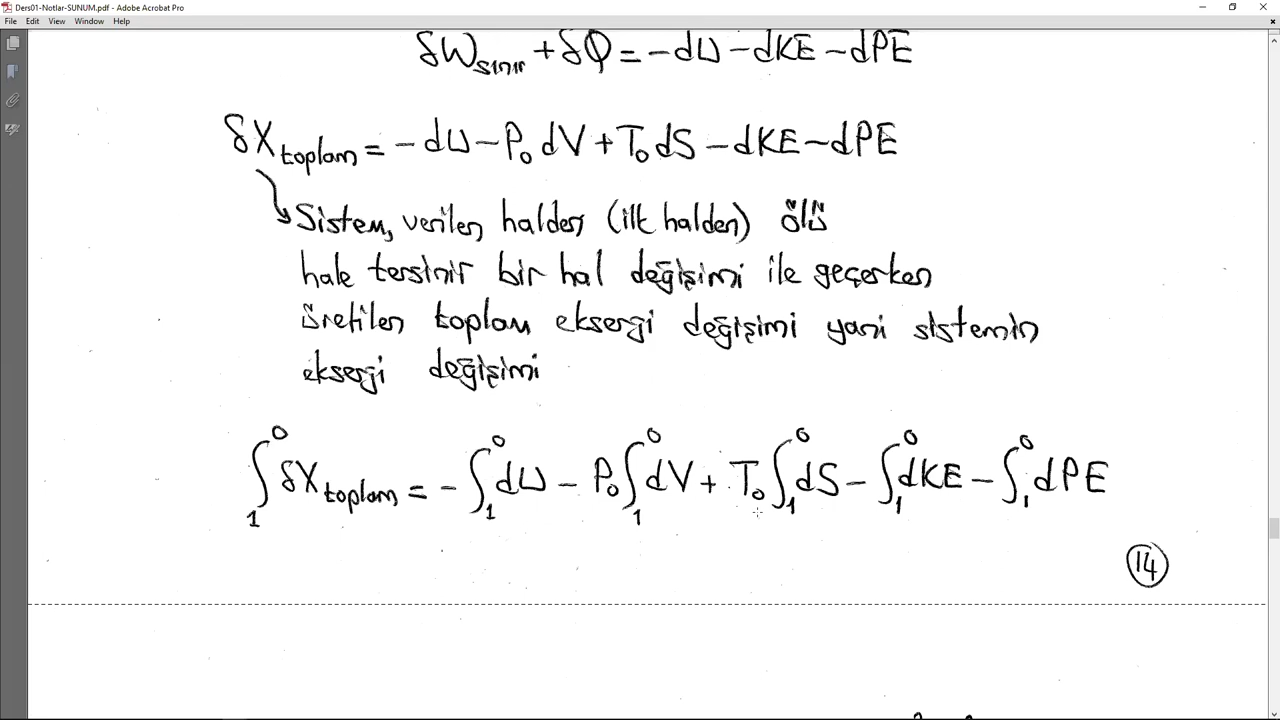 Ders01-Notlar-SUNUM.pdf - Adobe Acrobat Pro
File Edit View Window Help
δW_sınır + δQ = -dU - dKE - dPE
δX_toplam = -dU - P₀dV + T₀dS - dKE - dPE
Sistem, verilen halden (ilk halden) ölü
hale tersinir bir hal değişimi ile geçerken
üretilen toplam eksergi değişimi yani sistemin
eksergi değişimi
∫₁⁰ δX_toplam = -∫₁⁰ dU - P₀∫₁⁰ dV + T₀∫₁⁰ dS - ∫₁⁰ dKE - ∫₁⁰ dPE
14